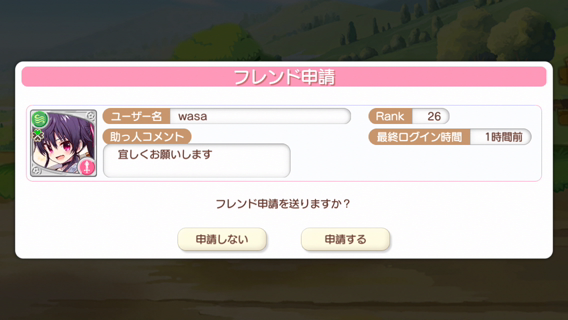 フレンド申請
ユーザー名 wasa Rank 26
助っ人コメント 最終ログイン時間 1時間前
宜しくお願いします
フレンド申請を送りますか？
申請しない 申請する